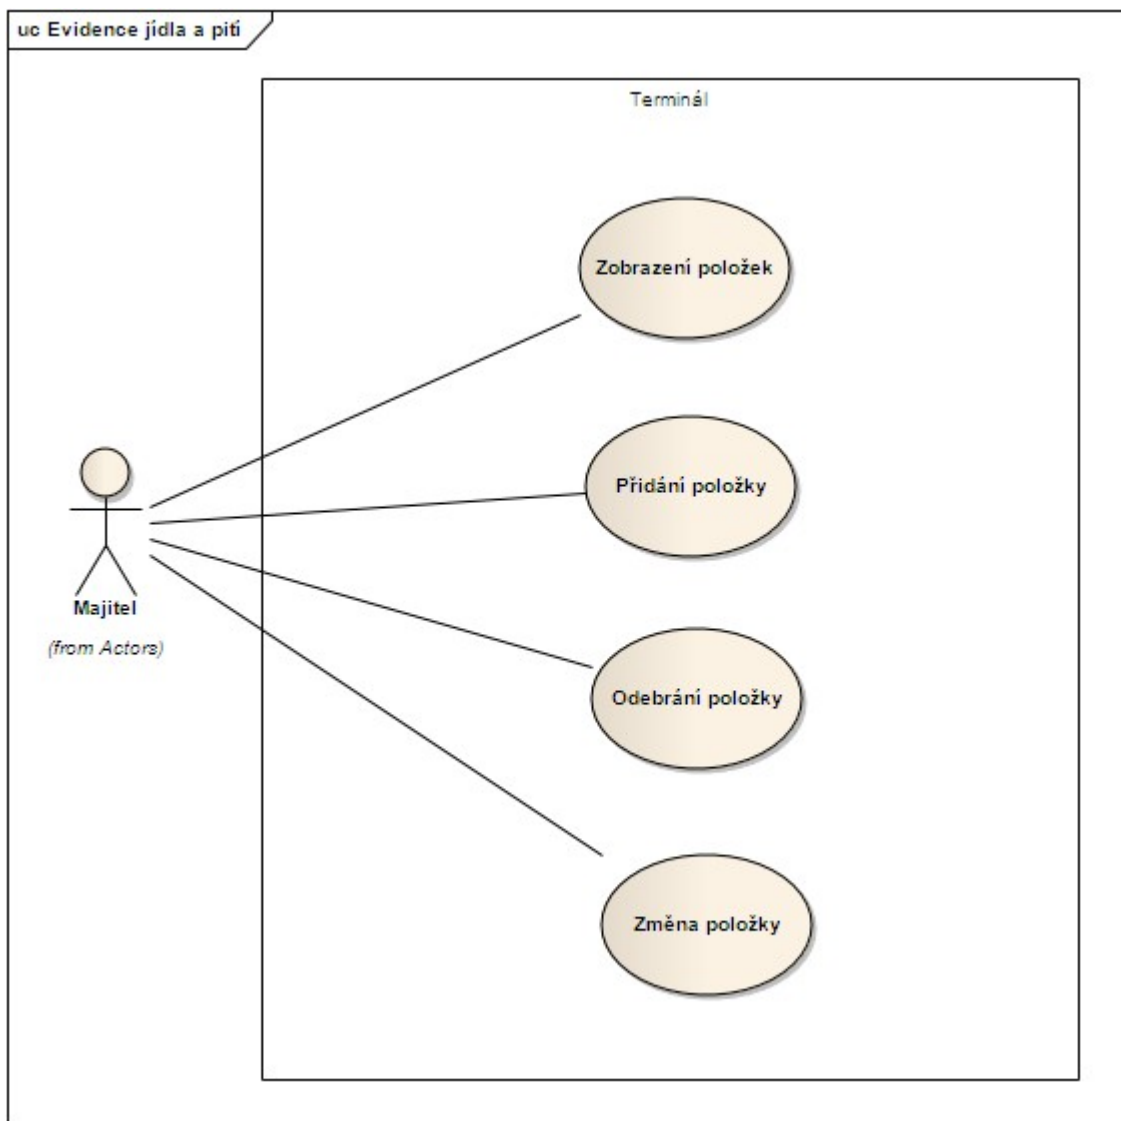 uc Evidence jídla a pití
Terminál
Zobrazení položek
Přidání položky
Majitel
(from Actors)
Odebrání položky
Změna položky